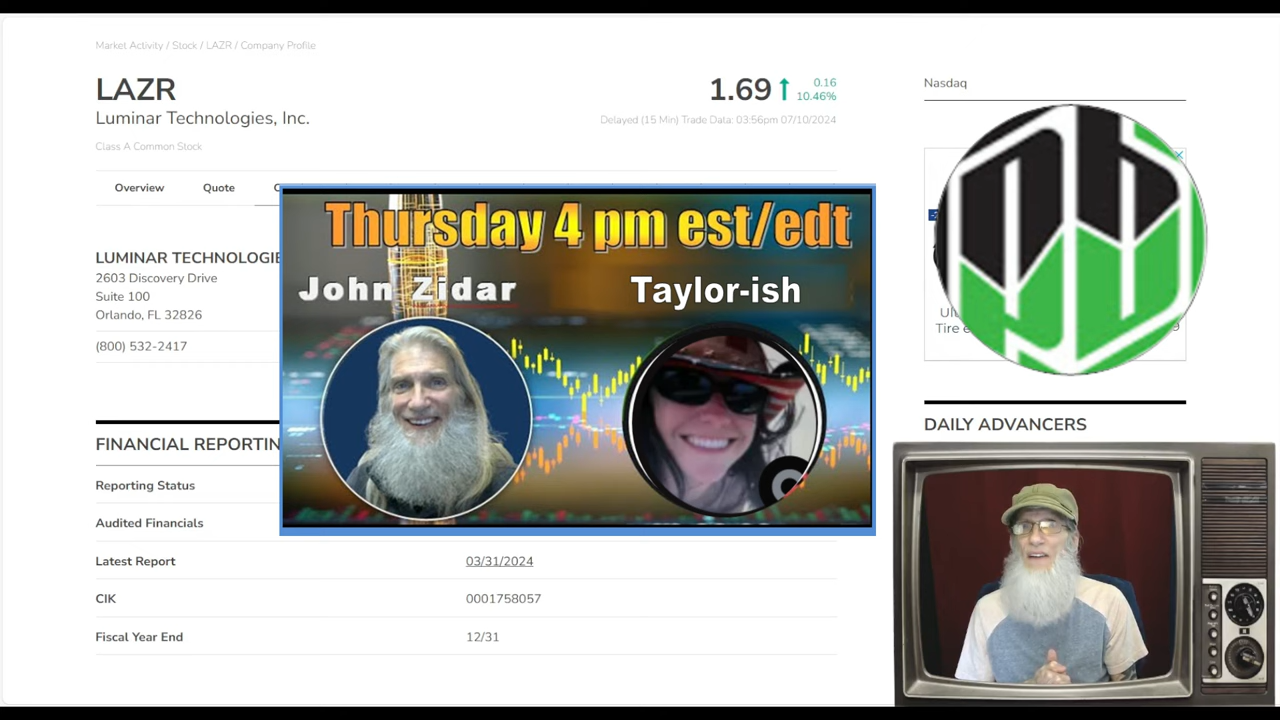 Market Activity / Stock / LAZR / Company Profile
LAZR
1.69
0.16
10.46%
Luminar Technologies, Inc.
Delayed (15 Min) Trade Data: 03:56pm 07/10/2024
Class A Common Stock
Overview
Quote
LUMINAR TECHNOLOGIE
2603 Discovery Drive
Suite 100
Orlando, FL 32826
(800) 532-2417
FINANCIAL REPORTIN
Reporting Status
Audited Financials
Latest Report
03/31/2024
CIK
0001758057
Fiscal Year End
12/31
Thursday 4 pm est/edt
John Zidar
Taylor-ish
Nasdaq
Tire
DAILY ADVANCERS